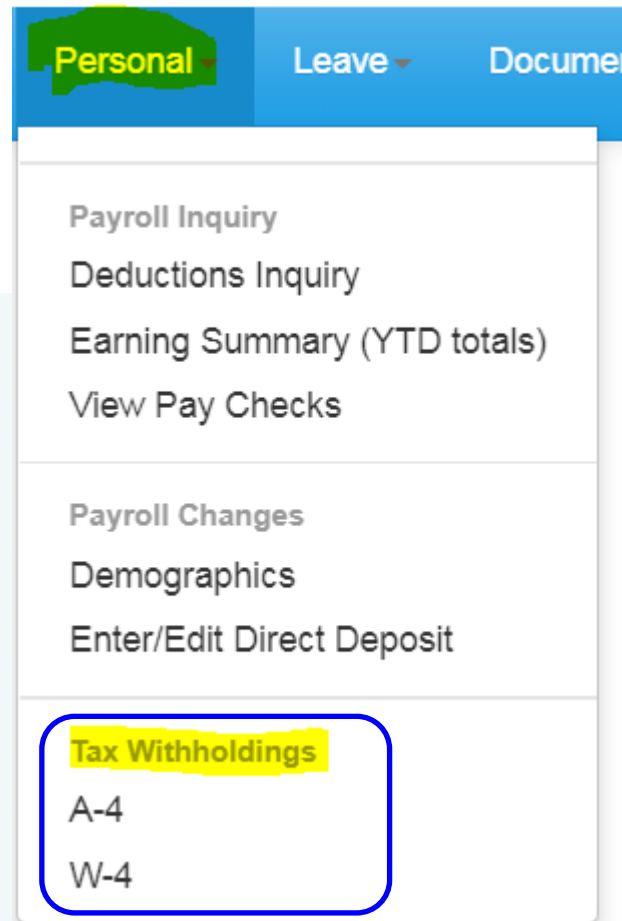 Personal Leave
Payroll Inquiry
Deductions Inquiry
Earning Summary (YTD totals)
View Pay Checks
Payroll Changes
Demographics
Enter/Edit Direct Deposit
Tax Withholdings
A-4
W-4